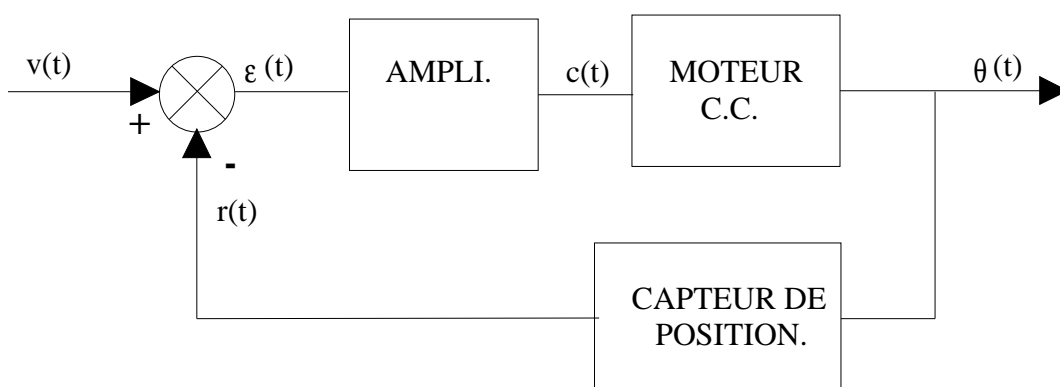 v(t)
+
-
r(t)
ε (t)
AMPLI.
c(t)
MOTEUR
C.C.
θ (t)
CAPTEUR DE
POSITION.